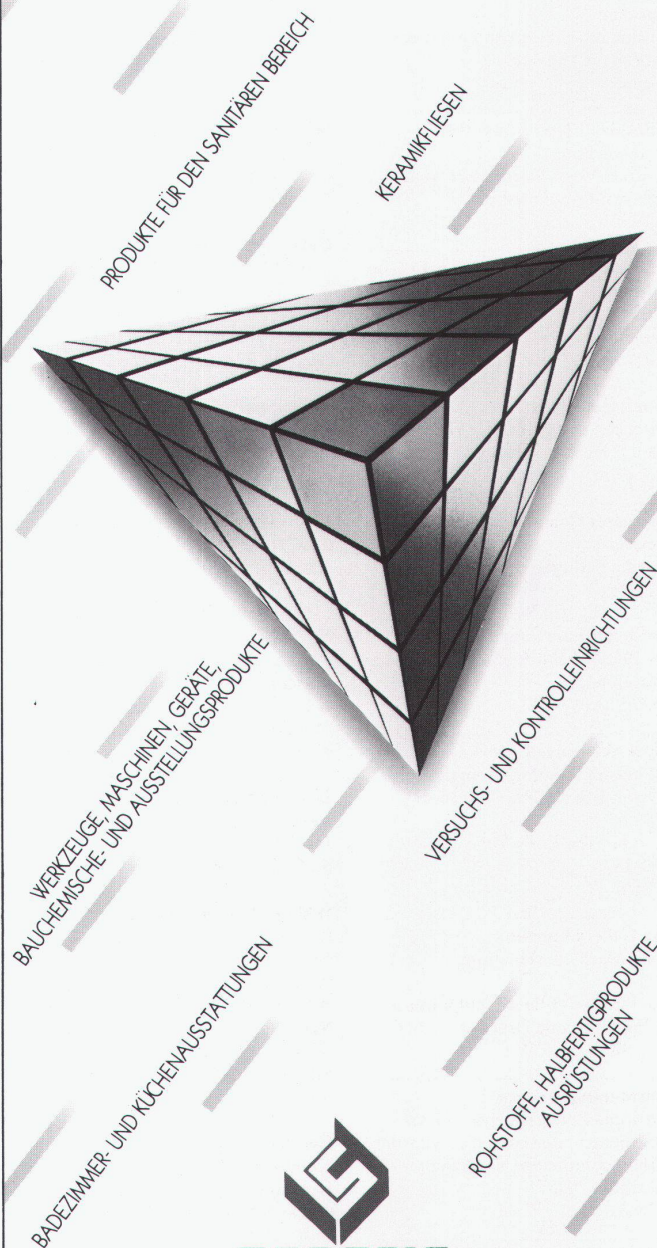 PRODUKTE FÜR DEN SANITÄREN BEREICH
KERAMIKFLIESEN
WERKZEUGE, MASCHINEN, GERÄTE,
BAUCHEMISCHE- UND AUSSTELLUNGSPRODUKTE
VERSUCHS- UND KONTROLLEINRICHTUNGEN
BADEZIMMER- UND KÜCHENAUSSTATTUNGEN
ROHSTOFFE, HALBFERTIGPRODUKTE
AUSRÜSTUNGEN